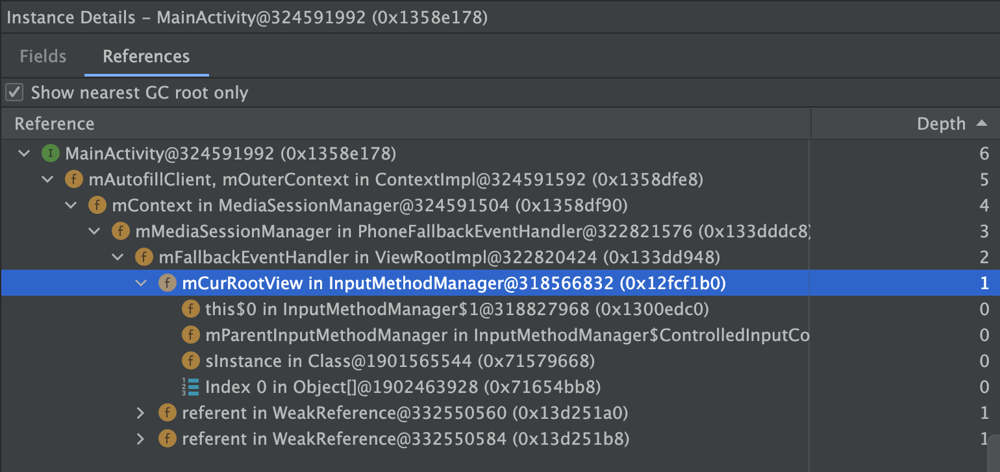 Instance Details – MainActivity@324591992 (0x1358e178)
Fields References
Show nearest GC root only
Reference Depth
MainActivity@324591992 (0x1358e178) 6
mAutofillClient, mOuterContext in ContextImpl@324591592 (0x1358dfe8) 5
mContext in MediaSessionManager@324591504 (0x1358df90) 4
mMediaSessionManager in PhoneFallbackEventHandler@322821576 (0x133dddc8) 3
mFallbackEventHandler in ViewRootImpl@322820424 (0x133dd948) 2
mCurRootView in InputMethodManager@318566832 (0x12fcf1b0) 1
this$0 in InputMethodManager$1@318827968 (0x1300edc0) 0
mParentInputMethodManager in InputMethodManager$ControlledInputCo 0
sInstance in Class@1901565544 (0x71579668) 0
Index 0 in Object[]@1902463928 (0x71654bb8) 0
referent in WeakReference@332550560 (0x13d251a0) 1
referent in WeakReference@332550584 (0x13d251b8) 1